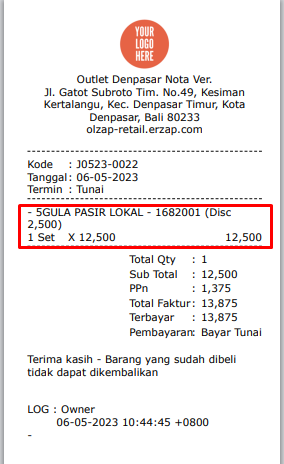 YOUR
LOGO
HERE
Outlet Denpasar Nota Ver.
Jl. Gatot Subroto Tim. No.49, Kesiman
Kertalangu, Kec. Denpasar Timur, Kota
Denpasar, Bali 80233
olzap-retail.erzap.com
Kode : J0523-0022
Tanggal : 06-05-2023
Termin : Tunai
- 5GULA PASIR LOKAL - 1682001 (Disc
2,500)
1 Set X 12,500 12,500
Total Qty : 1
Sub Total : 12,500
PPn : 1,375
Total Faktur : 13,875
Terbayar : 13,875
Pembayaran: Bayar Tunai
Terima kasih - Barang yang sudah dibeli
tidak dapat dikembalikan
LOG : Owner
06-05-2023 10:44:45 +0800
-